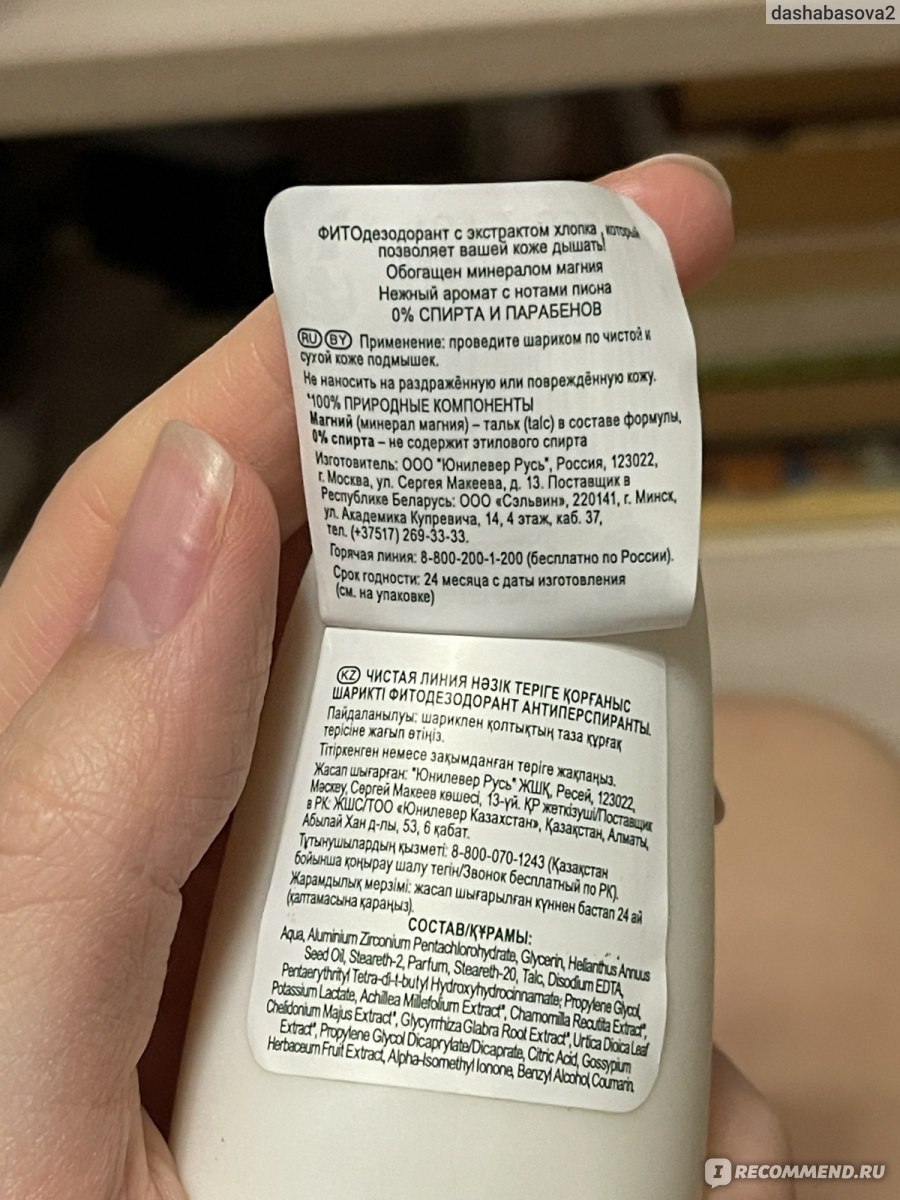 dashabasova2
ФИТОдезодорант с экстрактом хлопка, который
позволяет вашей коже дышать!
Обогащен минералом магния
Нежный аромат с нотами пиона
0% СПИРТА И ПАРАБЕНОВ
RU BY Применение: проведите шариком по чистой и
сухой коже подмышек.
Не наносить на раздражённую или повреждённую кожу.
*100% ПРИРОДНЫЕ КОМПОНЕНТЫ
Магний (минерал магния) – тальк (talc) в составе формулы,
0% спирта – не содержит этилового спирта
Изготовитель: ООО "Юнилевер Русь", Россия, 123022,
г. Москва, ул. Сергея Макеева, д. 13. Поставщик в
Республике Беларусь: ООО «Сэльвин», 220141, г. Минск,
ул. Академика Купревича, 14, 4 этаж, каб. 37,
тел. (+37517) 269-33-33.
Горячая линия: 8-800-200-1-200 (бесплатно по России).
Срок годности: 24 месяца с даты изготовления
(см. на упаковке)
KZ ЧИСТАЯ ЛИНИЯ НӘЗІК ТЕРІГЕ ҚОРҒАНЫС
ШАРИКТІ ФИТОДЕЗОДОРАНТ АНТИПЕРСПИРАНТЫ.
Пайдаланылуы: шарикпен қолтықтың таза құрғақ
терісіне жағып өтіңіз.
Тітіркенген немесе зақымданған теріге жақпаңыз.
Жасап шығарған: "Юнилевер Русь" ЖШҚ, Ресей, 123022,
Мәскеу, Сергей Макеев көшесі, 13-үй. ҚР жеткізуші/Поставщик
в РК: ЖШС/ТОО «Юнилевер Казахстан», Қазақстан, Алматы,
Абылай Хан д-лы, 53, 6 қабат.
Тұтынушылардың қызметі: 8-800-070-1243 (Қазақстан
бойынша қоңырау шалу тегін/Звонок бесплатный по РК).
Жарамдылық мерзімі: жасап шығарылған күннен бастап 24 ай
(қаптамасына қараңыз).
СОСТАВ/ҚҰРАМЫ:
Aqua, Aluminium Zirconium Pentachlorohydrate, Glycerin, Helianthus Annuus
Seed Oil, Steareth-2, Parfum, Steareth-20, Talc, Disodium EDTA,
Pentaerythrityl Tetra-di-t-butyl Hydroxyhydrocinnamate, Propylene Glycol,
Potassium Lactate, Achillea Millefolium Extract*, Chamomilla Recutita Extract*,
Chelidonium Majus Extract*, Glycyrrhiza Glabra Root Extract*, Urtica Dioica Leaf
Extract*, Propylene Glycol Dicaprylate/Dicaprate, Citric Acid, Gossypium
Herbaceum Fruit Extract, Alpha-Isomethyl Ionone, Benzyl Alcohol, Coumarin.
IRECOMMEND.RU